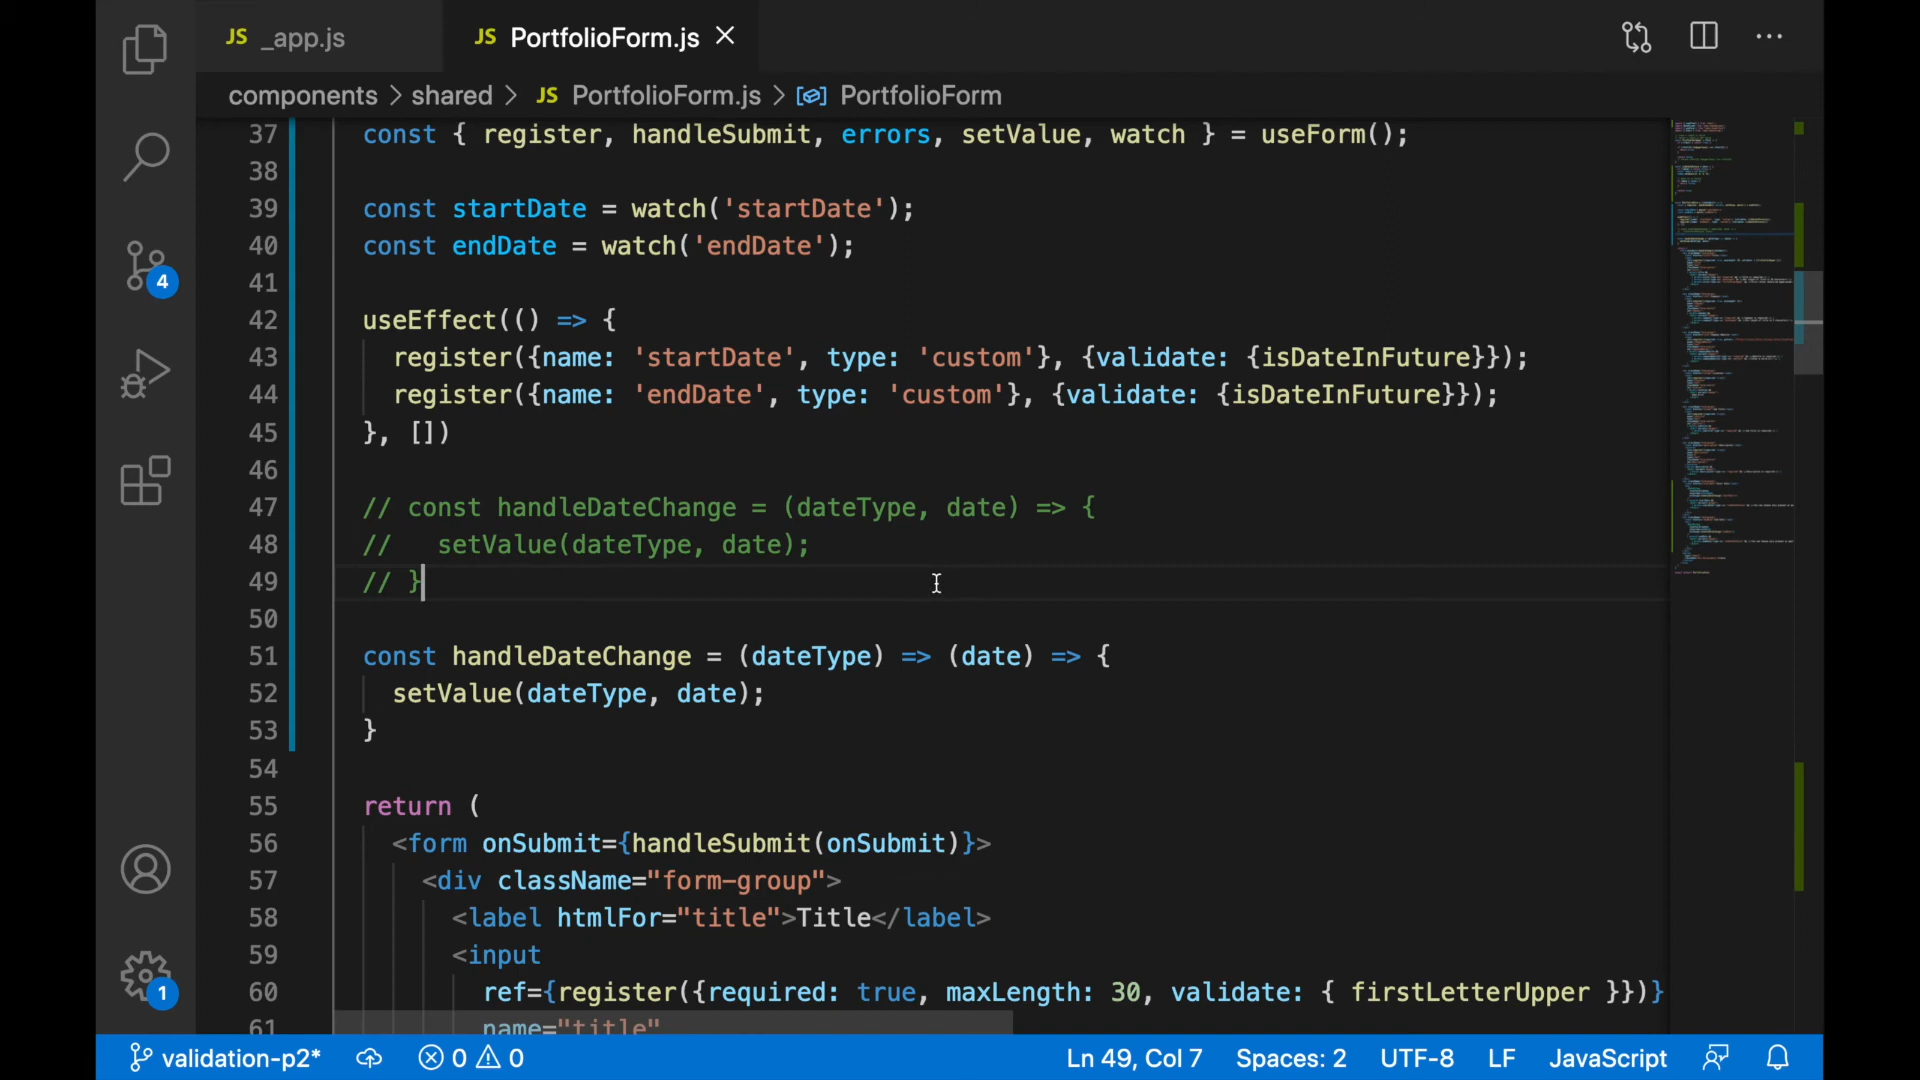 JS _app.js
JS PortfolioForm.js
components > shared > JS PortfolioForm.js > PortfolioForm
37 const { register, handleSubmit, errors, setValue, watch } = useForm();
38
39 const startDate = watch('startDate');
40 const endDate = watch('endDate');
41
42 useEffect(() => {
43 register({name: 'startDate', type: 'custom'}, {validate: {isDateInFuture}});
44 register({name: 'endDate', type: 'custom'}, {validate: {isDateInFuture}});
45 }, [])
46
47 // const handleDateChange = (dateType, date) => {
48 // setValue(dateType, date);
49 // }
50
51 const handleDateChange = (dateType) => (date) => {
52 setValue(dateType, date);
53 }
54
55 return (
56 <form onSubmit={handleSubmit(onSubmit)}>
57 <div className="form-group">
58 <label htmlFor="title">Title</label>
59 <input
60 ref={register({required: true, maxLength: 30, validate: { firstLetterUpper }})}
61 name="title"
4
1
validation-p2* 0 0 Ln 49, Col 7 Spaces: 2 UTF-8 LF JavaScript